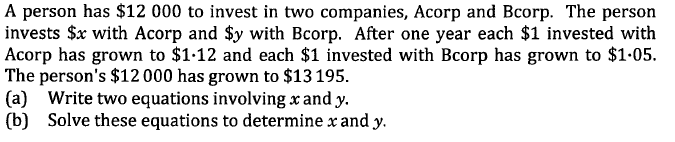 A person has $12 000 to invest in two companies, Acorp and Bcorp. The person
invests $x with Acorp and $y with Bcorp. After one year each $1 invested with
Acorp has grown to $1·12 and each $1 invested with Bcorp has grown to $1·05.
The person's $12 000 has grown to $13 195.
(a) Write two equations involving x and y.
(b) Solve these equations to determine x and y.